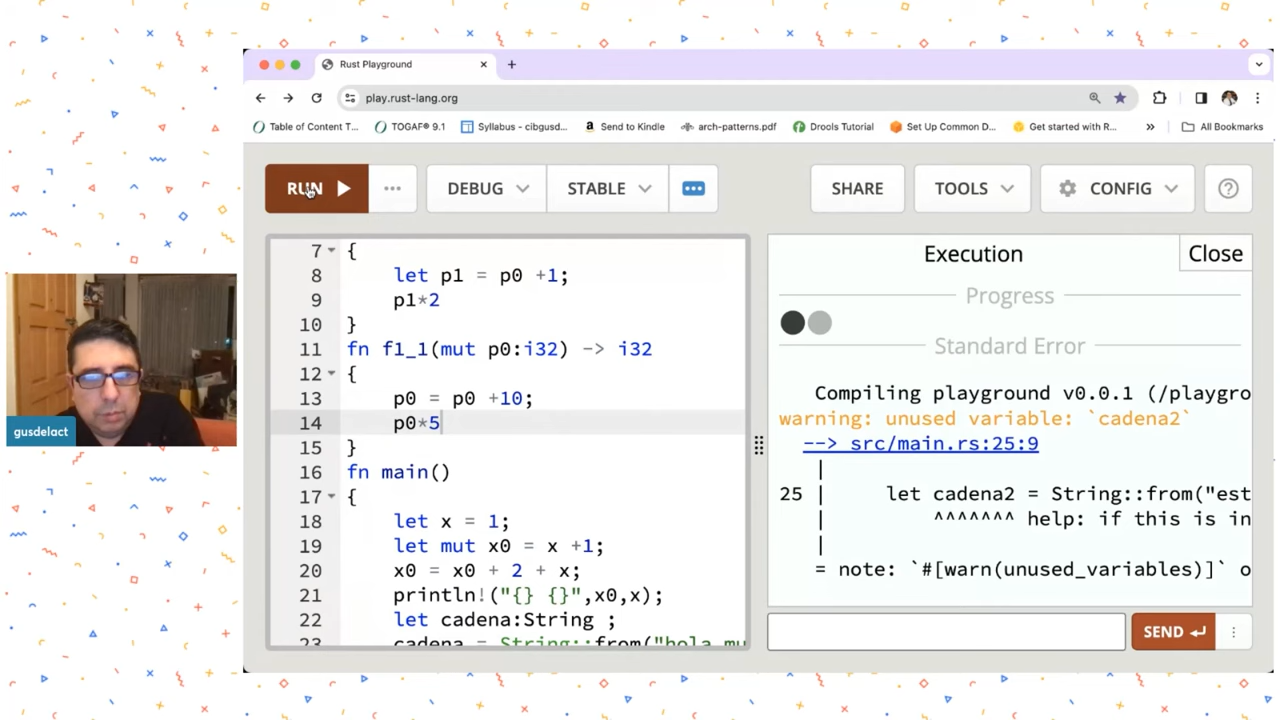 Rust Playground
play.rust-lang.org
Table of Content T... TOGAF® 9.1 Syllabus - cibgusd... Send to Kindle arch-patterns.pdf Drools Tutorial Set Up Common D... Get started with R... » All Bookmarks
RUN ... DEBUG STABLE SHARE TOOLS CONFIG ?
7 {
8 let p1 = p0 +1;
9 p1*2
10 }
11 fn f1_1(mut p0:i32) -> i32
12 {
13 p0 = p0 +10;
14 p0*5
15 }
16 fn main()
17 {
18 let x = 1;
19 let mut x0 = x +1;
20 x0 = x0 + 2 + x;
21 println!("{} {}",x0,x);
22 let cadena:String ;
23 cadena = String::from("hola mu
Execution
Close
Progress
Standard Error
Compiling playground v0.0.1 (/playgro
warning: unused variable: `cadena2`
--> src/main.rs:25:9
|
25 | let cadena2 = String::from("est
| ^^^^^^^ help: if this is in
|
= note: `#[warn(unused_variables)]` o
SEND
gusdelact